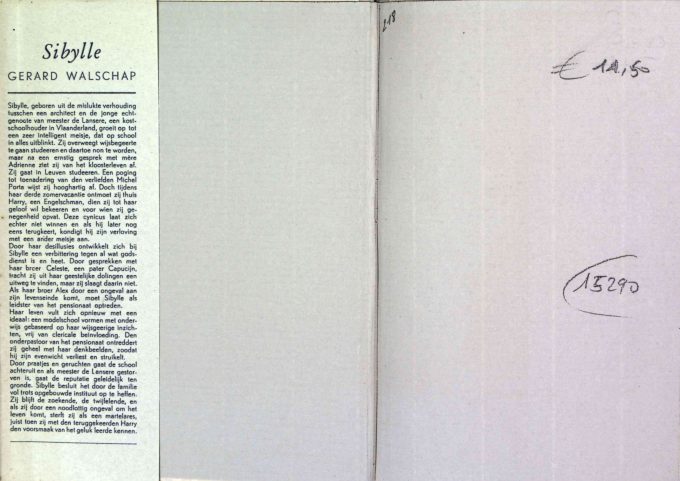 Sibylle
GERARD WALSCHAP
Sibylle, geboren uit de mislukte verhouding
tusschen een architect en de jonge echt-
genoote van meester de Lansere, een kost-
schoolhouder in Vlaanderland, groeit op tot
een zeer intelligent meisje, dat op school
in alles uitblinkt. Zij overweegt wijsbegeerte
te gaan studeeren en daartoe non te worden,
maar na een ernstig gesprek met mère
Adrienne ziet zij van het kloosterleven af.
Zij gaat in Leuven studeeren. Een poging
tot toenadering van den verliefden Michel
Porta wijst zij hooghartig af. Doch tijdens
haar derde zomervacantie ontmoet zij thuis
Harry, een Engelschman, dien zij tot haar
geloof wil bekeeren en voor wien zij ge-
negenheid opvat. Deze cynicus laat zich
echter niet winnen en als hij later nog
eens terugkeert, kondigt hij zijn verloving
met een ander meisje aan.
Door haar desillusies ontwikkelt zich bij
Sibylle een verbittering tegen al wat gods-
dienst is en heet. Door gesprekken met
haar broer Celeste, een pater Capucijn,
tracht zij uit haar geestelijke dolingen een
uitweg te vinden, maar zij slaagt daarin niet.
Als haar broer Alex door een ongeval aan
zijn levenseinde komt, moet Sibylle als
leidster van het pensionaat optreden.
Haar leven vult zich opnieuw met een
ideaal: een modelschool vormen met onder-
wijs gebaseerd op haar wijsgeerige inzich-
ten, vrij van clericale beïnvloeding. Den
onderpastoor van het pensionaat ontreddert
zij geheel met haar denkbeelden, zoodat
hij zijn evenwicht verliest en struikelt.
Door praatjes en geruchten gaat de school
achteruit en als meester de Lansere gestor-
ven is, gaat de reputatie geleidelijk ten
gronde. Sibylle besluit het door de familie
vol trots opgebouwde instituut op te heffen.
Zij blijft de zoekende, de twijfelende, en
als zij door een noodlottig ongeval om het
leven komt, sterft zij als een martelares,
juist toen zij met den teruggekeerden Harry
den voorsmaak van het geluk leerde kennen.
218
€ 12,50
15290